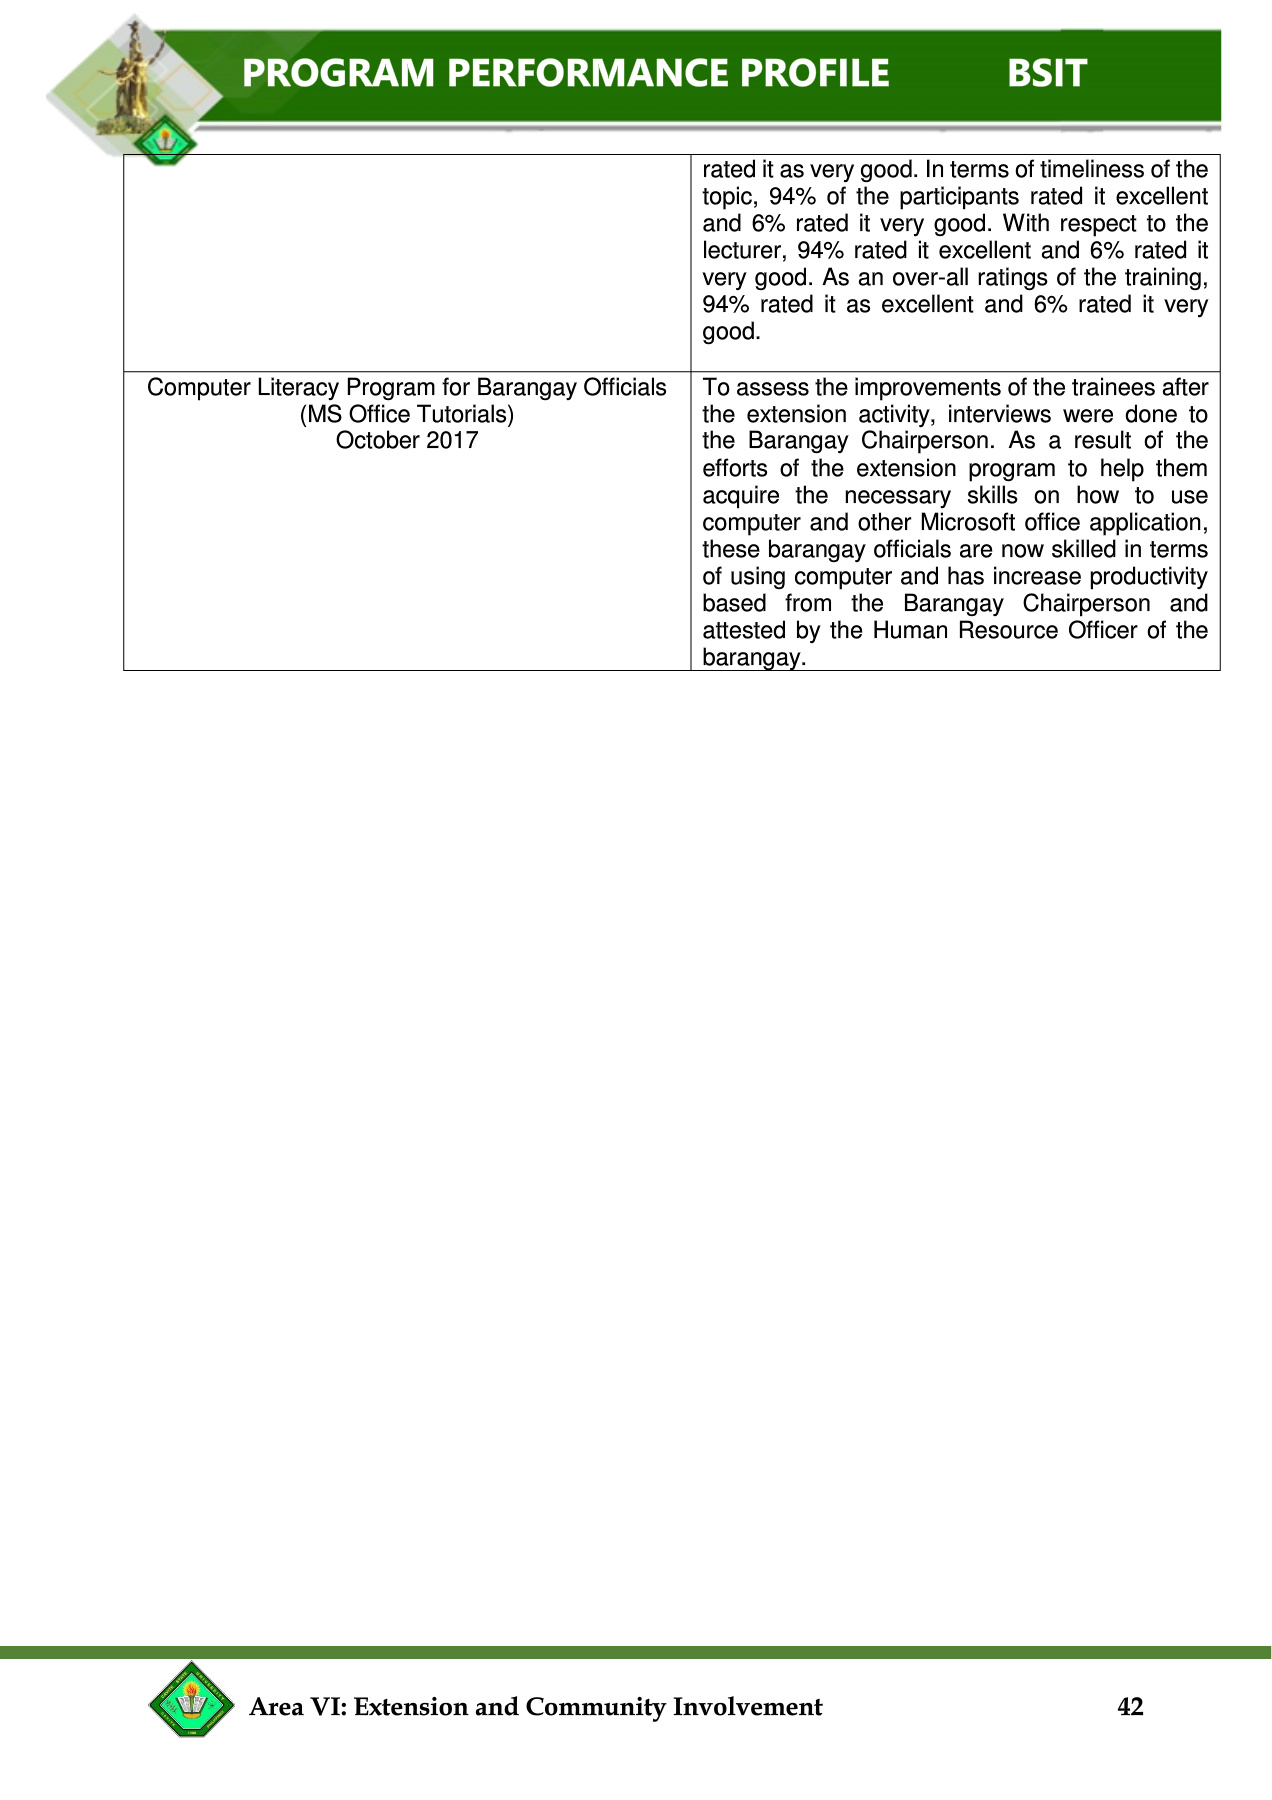 PROGRAM PERFORMANCE PROFILE BSIT
rated it as very good. In terms of timeliness of the
topic, 94% of the participants rated it excellent
and 6% rated it very good. With respect to the
lecturer, 94% rated it excellent and 6% rated it
very good. As an over-all ratings of the training,
94% rated it as excellent and 6% rated it very
good.
Computer Literacy Program for Barangay Officials
(MS Office Tutorials)
October 2017
To assess the improvements of the trainees after
the extension activity, interviews were done to
the Barangay Chairperson. As a result of the
efforts of the extension program to help them
acquire the necessary skills on how to use
computer and other Microsoft office application,
these barangay officials are now skilled in terms
of using computer and has increase productivity
based from the Barangay Chairperson and
attested by the Human Resource Officer of the
barangay.
Area VI: Extension and Community Involvement 42